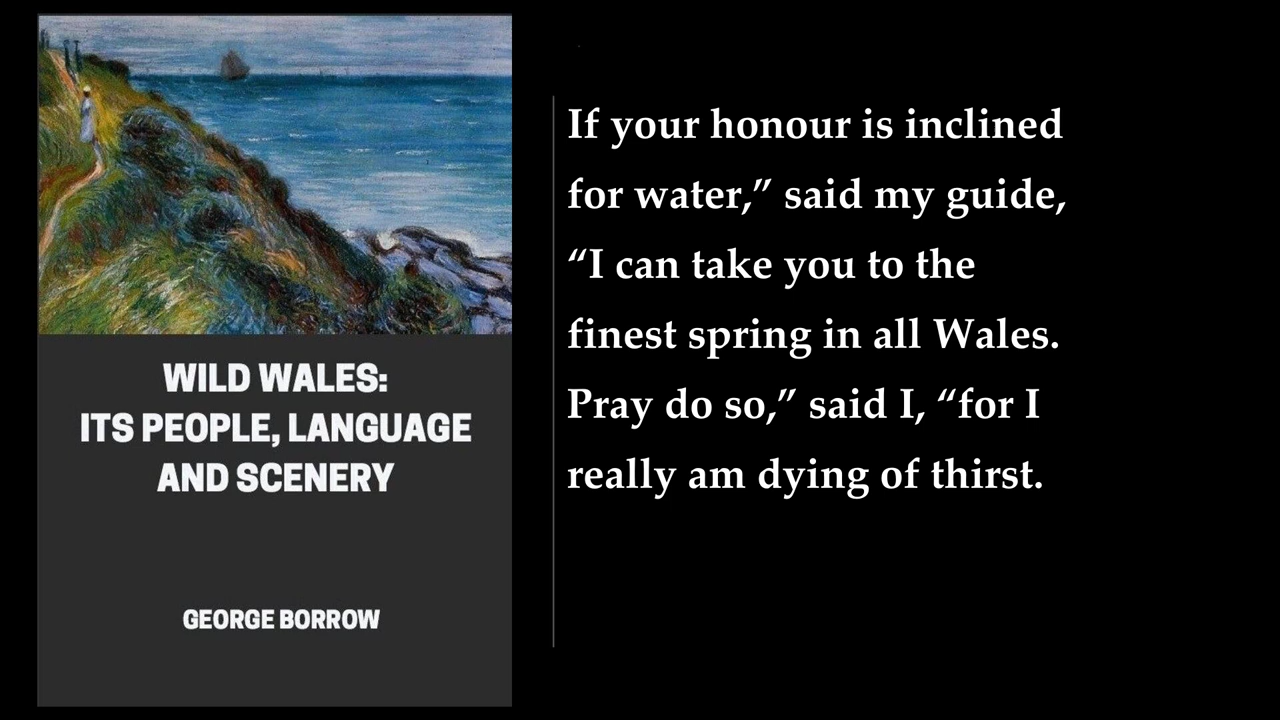 WILD WALES:
ITS PEOPLE, LANGUAGE
AND SCENERY
GEORGE BORROW
If your honour is inclined
for water,” said my guide,
“I can take you to the
finest spring in all Wales.
Pray do so,” said I, “for I
really am dying of thirst.